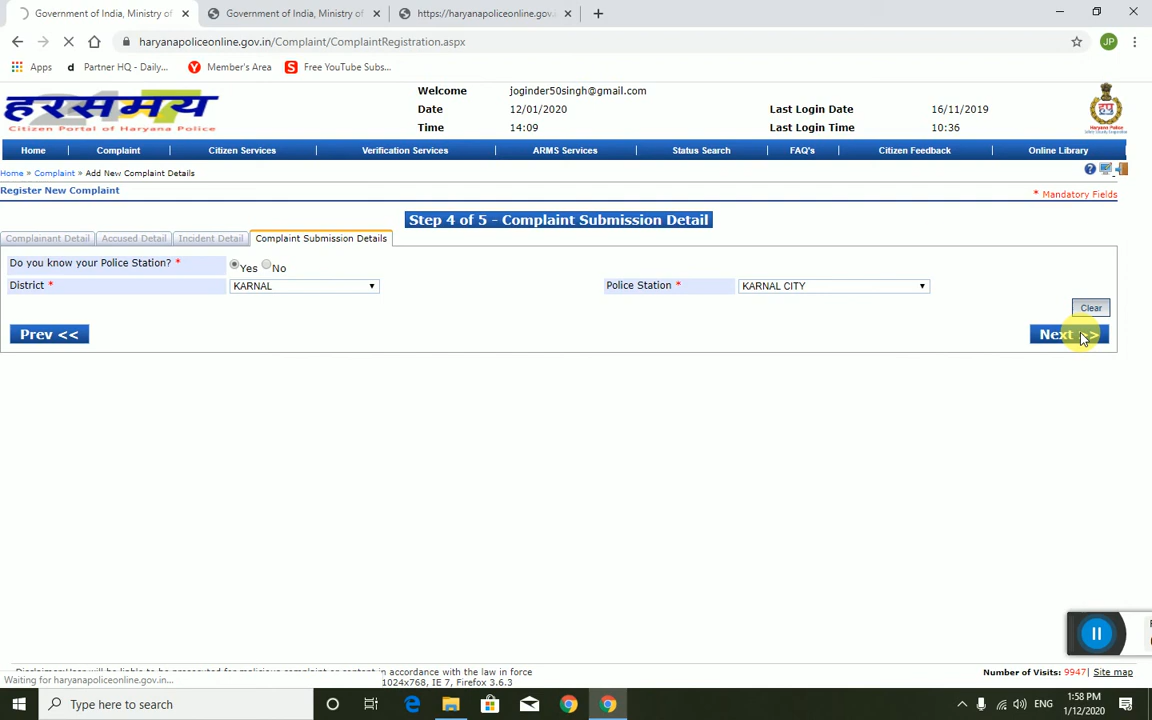 Government of India, Ministry of
Government of India, Ministry of
https://haryanapoliceonline.gov.
haryanapoliceonline.gov.in/Complaint/ComplaintRegistration.aspx
JP
Apps
d Partner HQ - Daily...
Y Member's Area
S Free YouTube Subs...
हरसमय
Citizen Portal of Haryana Police
Welcome joginder50singh@gmail.com
Date 12/01/2020 Last Login Date 16/11/2019
Time 14:09 Last Login Time 10:36
Home | Complaint | Citizen Services | Verification Services | ARMS Services | Status Search | FAQ's | Citizen Feedback | Online Library
Home » Complaint » Add New Complaint Details
Register New Complaint
* Mandatory Fields
Step 4 of 5 - Complaint Submission Detail
Complainant Detail Accused Detail Incident Detail Complaint Submission Details
Do you know your Police Station? * Yes No
District * KARNAL Police Station * KARNAL CITY
Clear
Prev << Next >>
in accordance with the law in force
1024x768, IE 7, Firefox 3.6.3
Number of Visits: 9947| Site map
Waiting for haryanapoliceonline.gov.in...
Type here to search
ENG
1:58 PM
1/12/2020